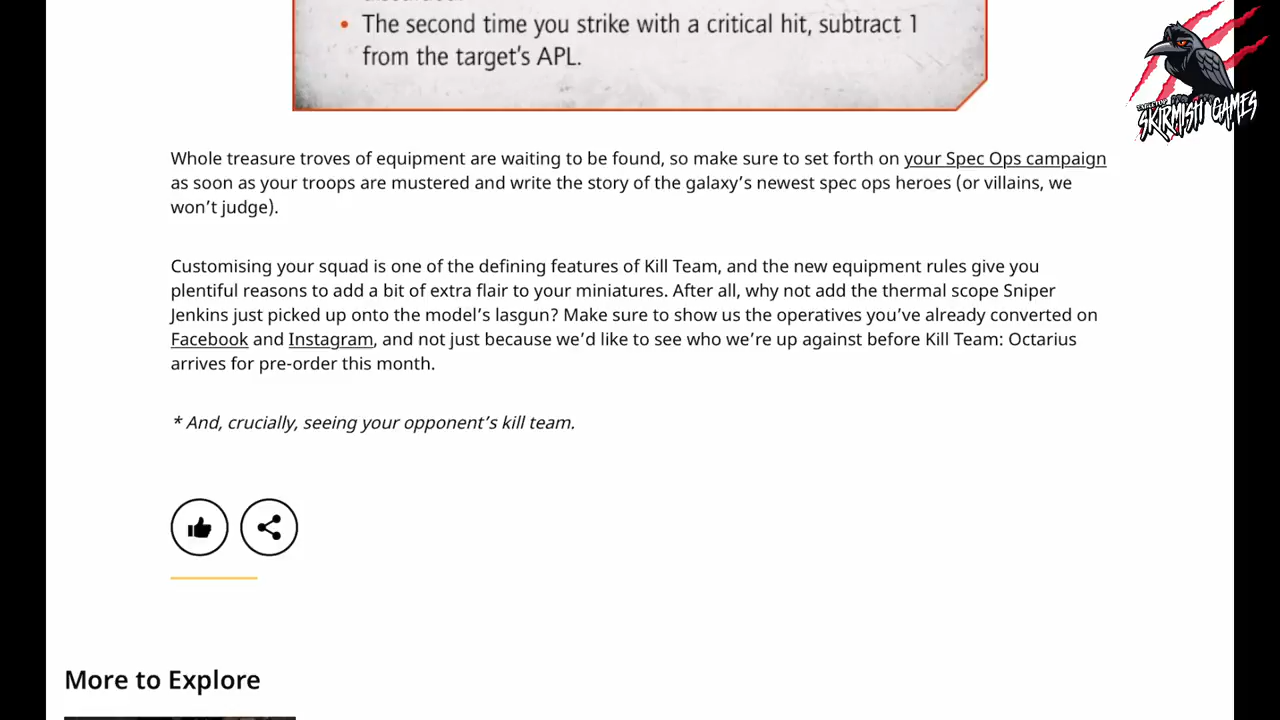 • The second time you strike with a critical hit, subtract 1
from the target's APL.
TABLETOP
SKIRMISH GAMES
Whole treasure troves of equipment are waiting to be found, so make sure to set forth on your Spec Ops campaign
as soon as your troops are mustered and write the story of the galaxy’s newest spec ops heroes (or villains, we
won’t judge).
Customising your squad is one of the defining features of Kill Team, and the new equipment rules give you
plentiful reasons to add a bit of extra flair to your miniatures. After all, why not add the thermal scope Sniper
Jenkins just picked up onto the model’s lasgun? Make sure to show us the operatives you’ve already converted on
Facebook and Instagram, and not just because we’d like to see who we’re up against before Kill Team: Octarius
arrives for pre-order this month.
* And, crucially, seeing your opponent’s kill team.
More to Explore